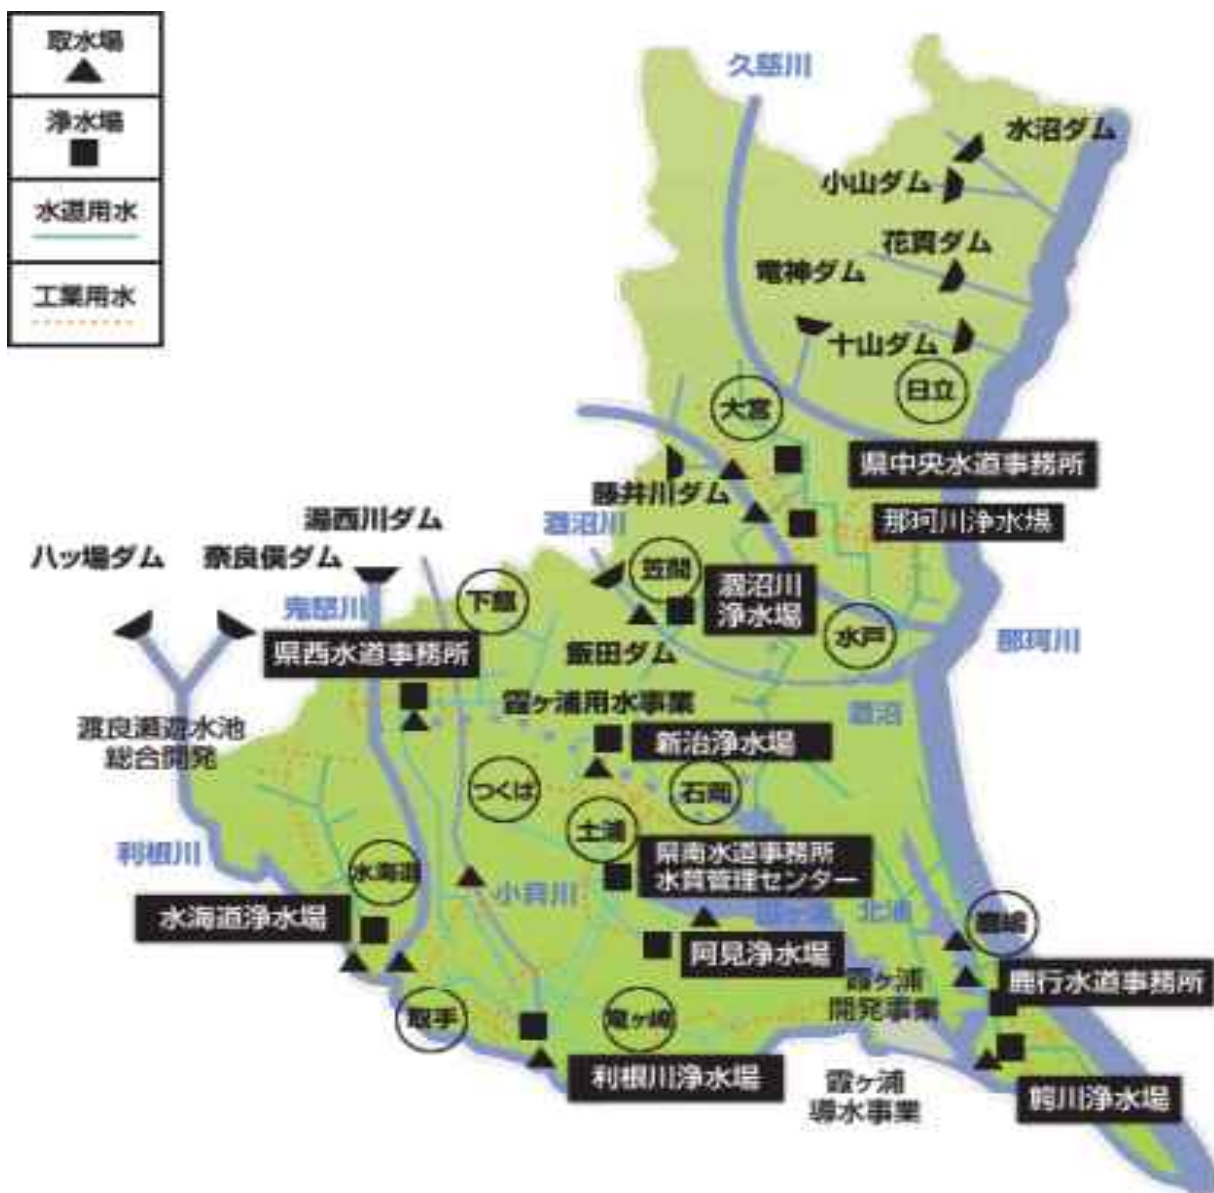 取水場
浄水場
水道用水
工業用水
久慈川
水沼ダム
小山ダム
花貫ダム
竜神ダム
十山ダム
日立
大宮
県中央水道事務所
藤井川ダム
那珂川浄水場
涸沼川
湯西川ダム
八ッ場ダム
奈良俣ダム
笠間
涸沼川
浄水場
鬼怒川
下館
水戸
那珂川
県西水道事務所
飯田ダム
霞ヶ浦用水事業
涸沼
渡良瀬遊水池
総合開発
新治浄水場
つくば
石岡
土浦
利根川
県南水道事務所
水質管理センター
水海道
小貝川
水海道浄水場
霞ヶ浦
北浦
鹿嶋
阿見浄水場
鹿行水道事務所
霞ヶ浦
開発事業
取手
竜ヶ崎
利根川浄水場
霞ヶ浦
導水事業
鰐川浄水場